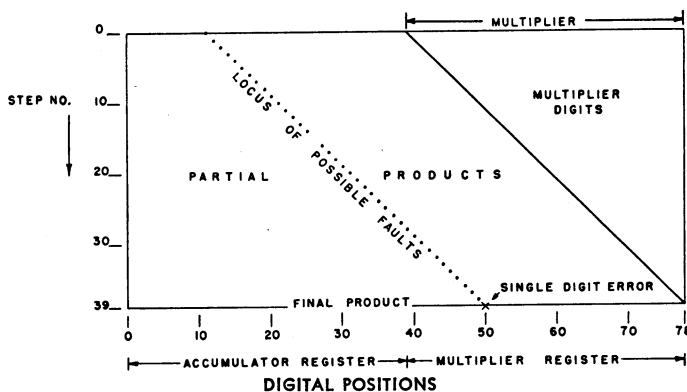 MULTIPLIER
0
STEP NO.
10
20
30
39
LOCUS OF POSSIBLE FAULTS
MULTIPLIER
DIGITS
PARTIAL PRODUCTS
SINGLE DIGIT ERROR
FINAL PRODUCT
0 10 20 30 40 50 60 70 78
ACCUMULATOR REGISTER MULTIPLIER REGISTER
DIGITAL POSITIONS